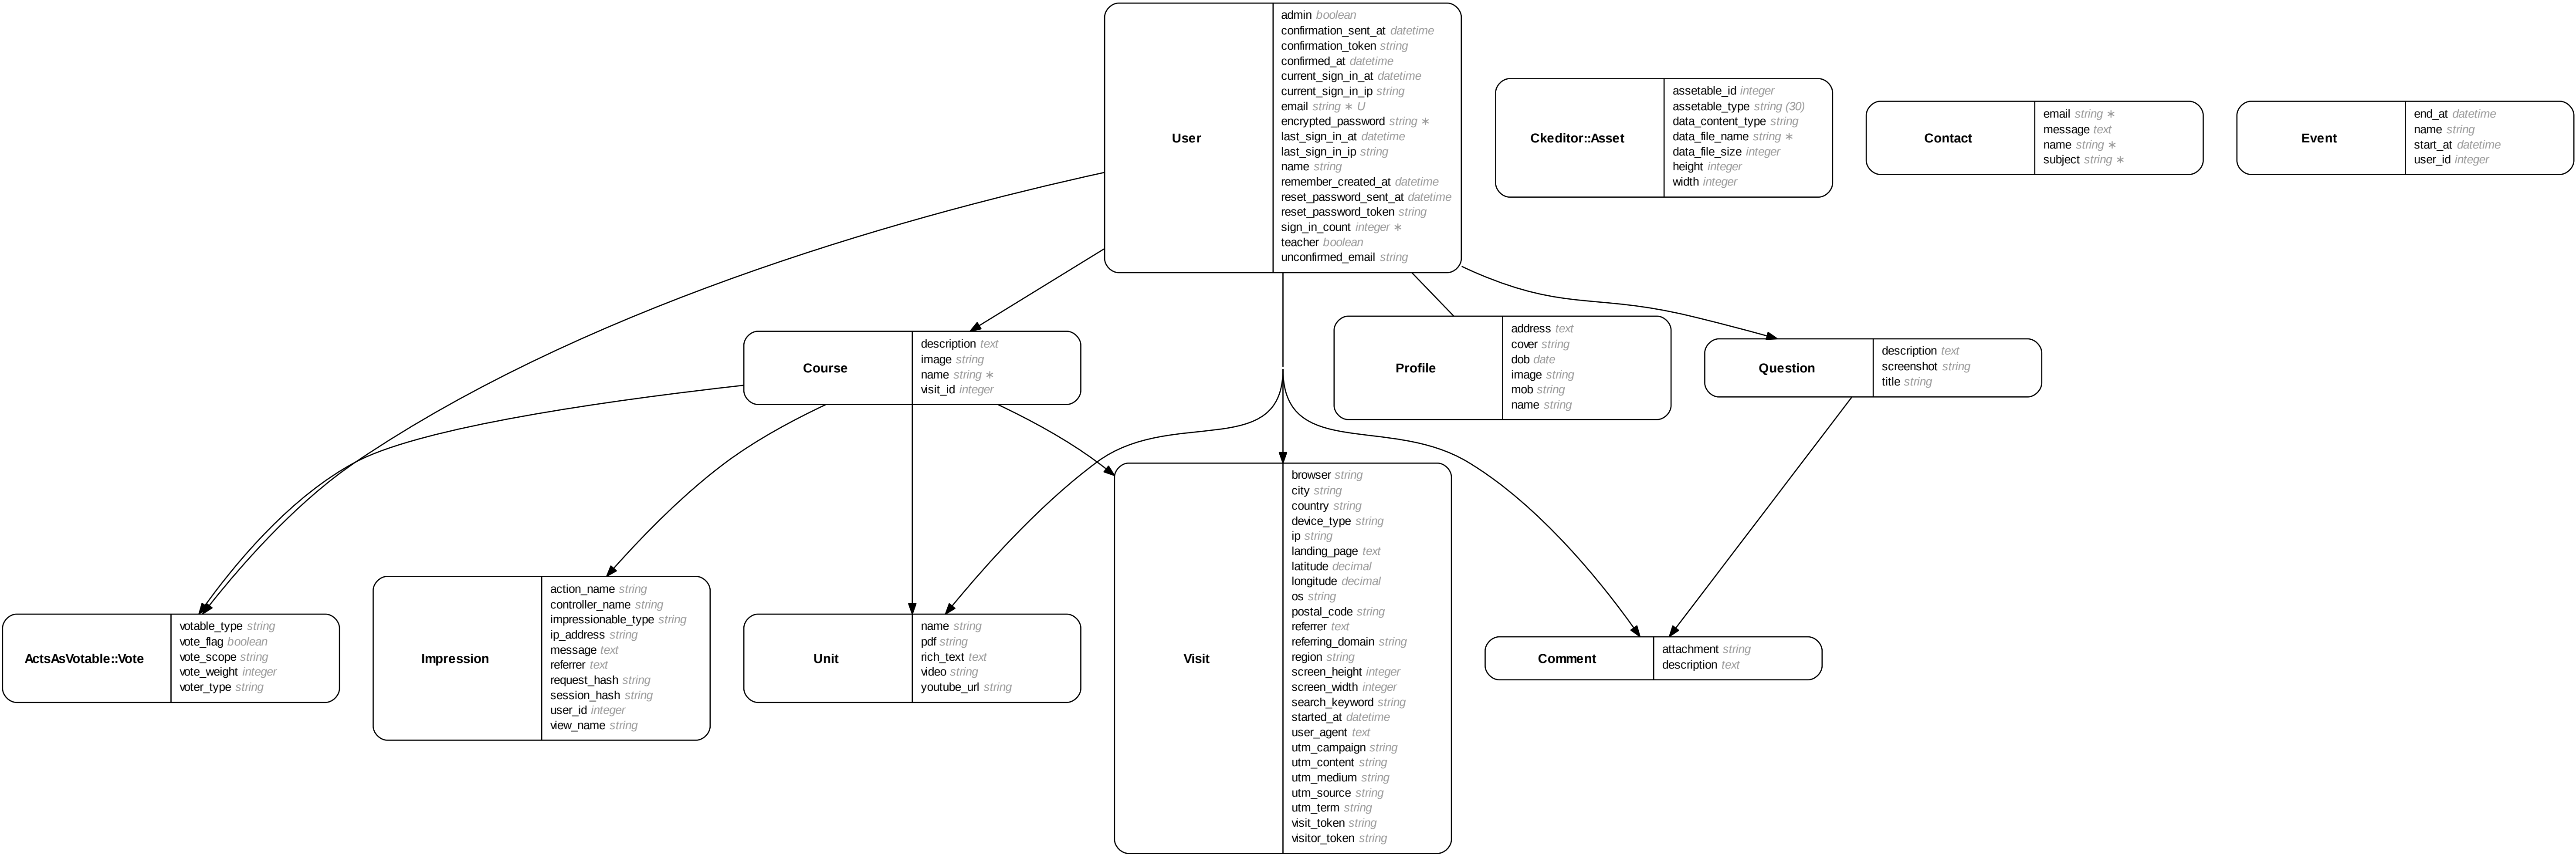 User
admin boolean
confirmation_sent_at datetime
confirmation_token string
confirmed_at datetime
current_sign_in_at datetime
current_sign_in_ip string
email string ∗ U
encrypted_password string ∗
last_sign_in_at datetime
last_sign_in_ip string
name string
remember_created_at datetime
reset_password_sent_at datetime
reset_password_token string
sign_in_count integer ∗
teacher boolean
unconfirmed_email string
Ckeditor::Asset
assetable_id integer
assetable_type string (30)
data_content_type string
data_file_name string ∗
data_file_size integer
height integer
width integer
Contact
email string ∗
message text
name string ∗
subject string ∗
Event
end_at datetime
name string
start_at datetime
user_id integer
Course
description text
image string
name string ∗
visit_id integer
Profile
address text
cover string
dob date
image string
mob string
name string
Question
description text
screenshot string
title string
ActsAsVotable::Vote
votable_type string
vote_flag boolean
vote_scope string
vote_weight integer
voter_type string
Impression
action_name string
controller_name string
impressionable_type string
ip_address string
message text
referrer text
request_hash string
session_hash string
user_id integer
view_name string
Unit
name string
pdf string
rich_text text
video string
youtube_url string
Visit
browser string
city string
country string
device_type string
ip string
landing_page text
latitude decimal
longitude decimal
os string
postal_code string
referrer text
referring_domain string
region string
screen_height integer
screen_width integer
search_keyword string
started_at datetime
user_agent text
utm_campaign string
utm_content string
utm_medium string
utm_source string
utm_term string
visit_token string
visitor_token string
Comment
attachment string
description text